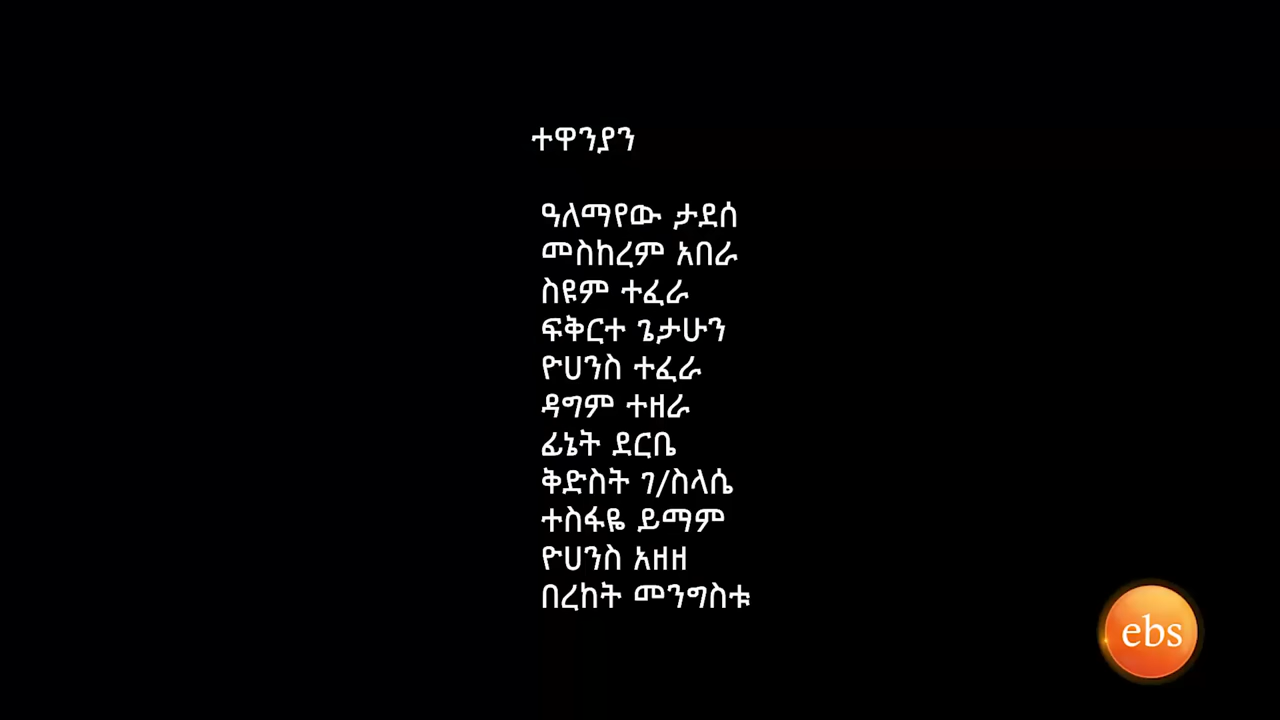 ተዋንያን
ዓለማየው ታደሰ
መስከረም አበራ
ስዩም ተፈራ
ፍቅርተ ጌታሁን
ዮሀንስ ተፈራ
ዳግም ተዘራ
ፊኔት ደርቤ
ቅድስት ገ/ስላሴ
ተስፋዬ ይማም
ዮሀንስ አዘዘ
በረከት መንግስቱ
ebs